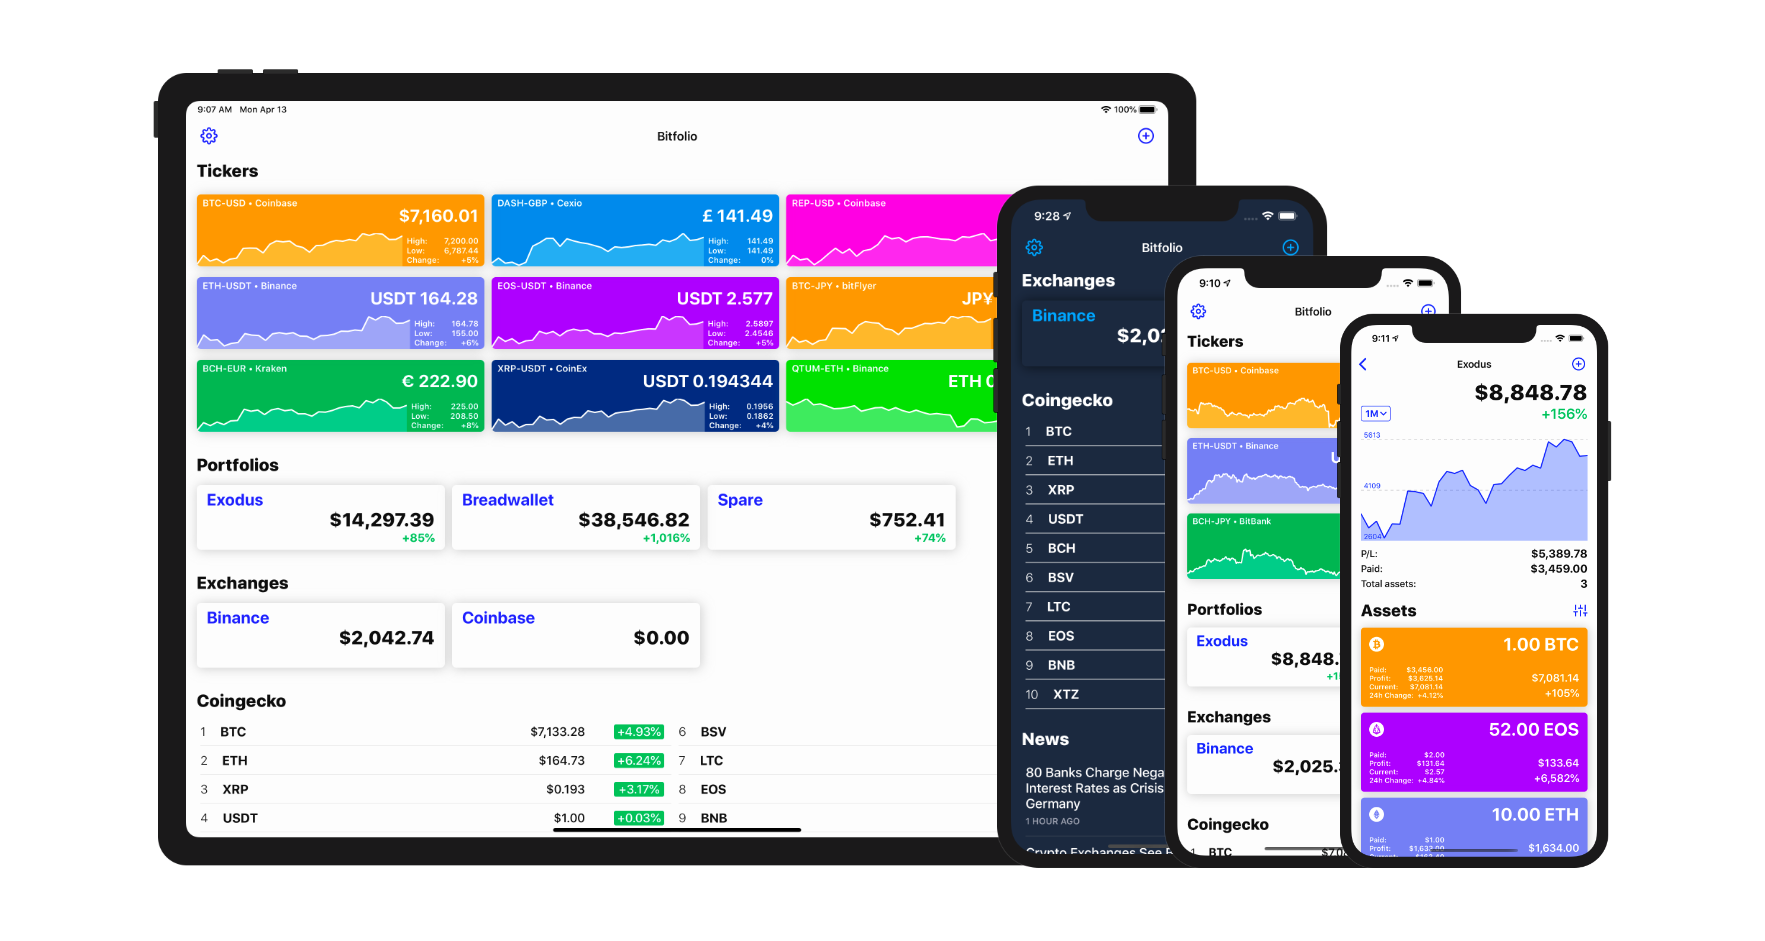 9:07 AM Mon Apr 13
100%
Bitfolio
Tickers
BTC-USD • Coinbase
$7,160.01
High: 7,200.00
Low: 6,787.44
Change: +5%
DASH-GBP • Cexio
£ 141.49
High: 141.49
Low: 141.49
Change: 0%
REP-USD • Coinbase
ETH-USDT • Binance
USDT 164.28
High: 164.78
Low: 155.00
Change: +6%
EOS-USDT • Binance
USDT 2.577
High: 2.5897
Low: 2.4546
Change: +5%
BTC-JPY • bitFlyer
JP¥
BCH-EUR • Kraken
€ 222.90
High: 225.00
Low: 208.50
Change: +8%
XRP-USDT • CoinEx
USDT 0.194344
High: 0.1956
Low: 0.1862
Change: +4%
QTUM-ETH • Binance
ETH 0
Portfolios
Exodus
$14,297.39
+85%
Breadwallet
$38,546.82
+1,016%
Spare
$752.41
+74%
Exchanges
Binance
$2,042.74
Coinbase
$0.00
Coingecko
1 BTC $7,133.28 +4.93% 6 BSV
2 ETH $164.73 +6.24% 7 LTC
3 XRP $0.193 +3.17% 8 EOS
4 USDT $1.00 +0.03% 9 BNB
9:28
Bitfolio
Exchanges
Binance
$2,02
Coingecko
1 BTC
2 ETH
3 XRP
4 USDT
5 BCH
6 BSV
7 LTC
8 EOS
9 BNB
10 XTZ
News
80 Banks Charge Nega
Interest Rates as Crisis
Germany
1 HOUR AGO
Crypto Exchanges See
9:10
Bitfolio
Tickers
BTC-USD • Coinbase
ETH-USDT • Binance
U
BCH-JPY • BitBank
Portfolios
Exodus
$8,848.
+1
Exchanges
Binance
$2,025.
Coingecko
1 BTC $7,0
9:11
Exodus
$8,848.78
1M
+156%
5613
4109
2604
P/L: $5,389.78
Paid: $3,459.00
Total assets: 3
Assets
1.00 BTC
Paid: $3,456.00
Profit: $3,625.14
Current: $7,081.14
24h Change: +4.12%
$7,081.14
+105%
52.00 EOS
Paid: $2.00
Profit: $131.64
Current: $2.57
24h Change: +4.84%
$133.64
+6,582%
10.00 ETH
Paid: $1.00
Profit: $1,633.00
Current: $163.40
$1,634.00